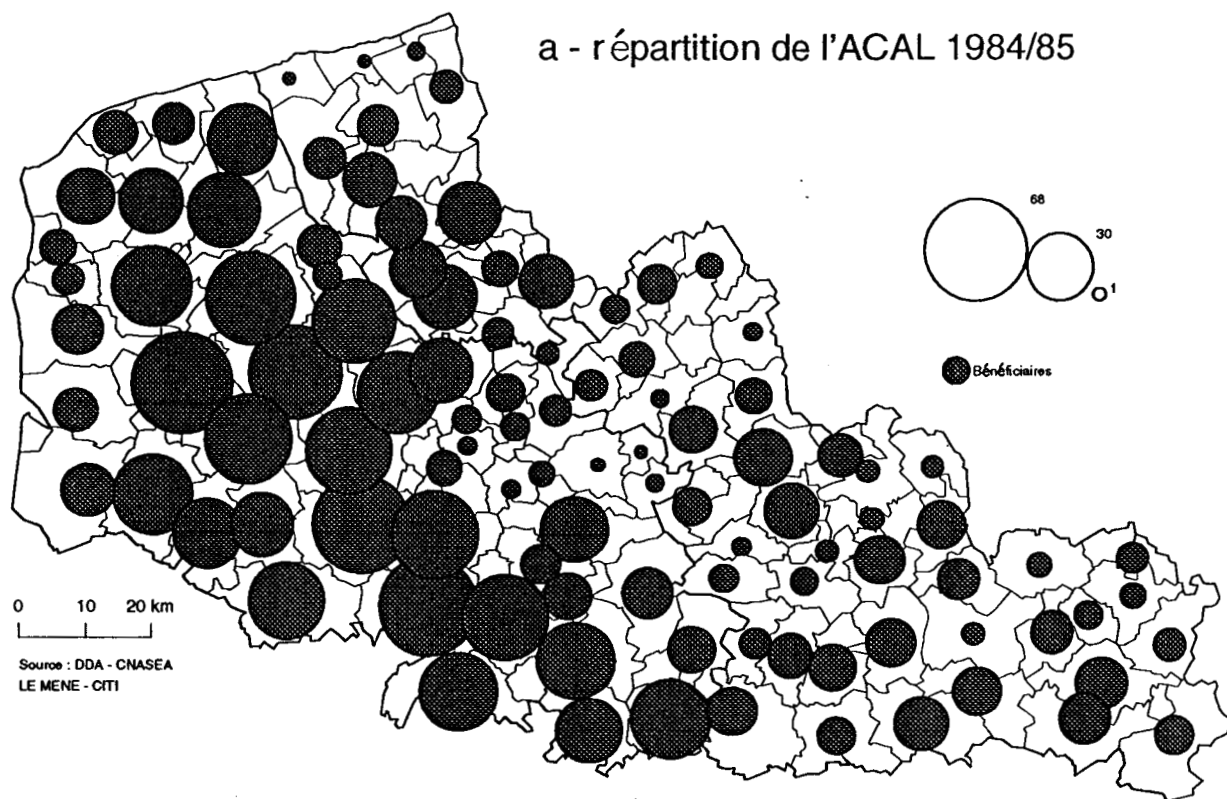 a - répartition de l'ACAL 1984/85
68
30
1
Bénéficiaires
0 10 20 km
Source : DDA - CNASEA
LE MENE - CITI